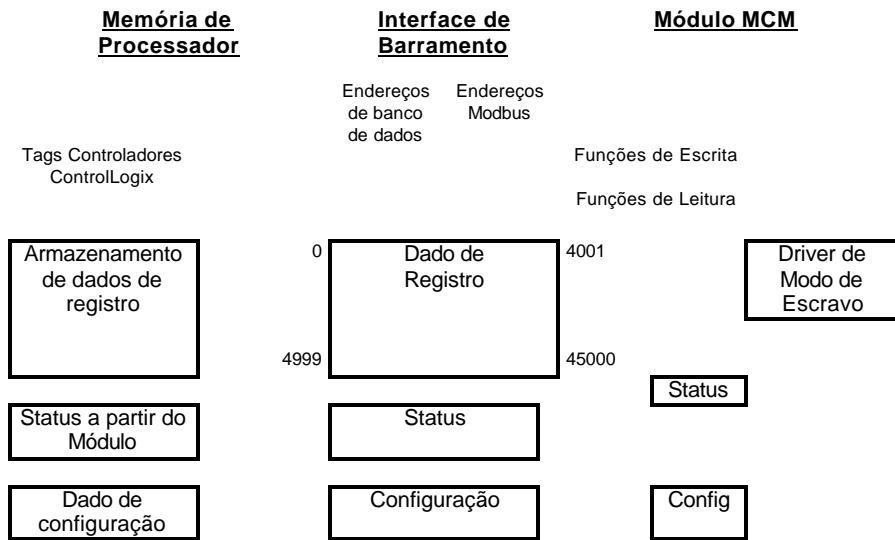 Memória de
Processador
Interface de
Barramento
Módulo MCM
Endereços
de banco
de dados
Endereços
Modbus
Tags Controladores
ControlLogix
Funções de Escrita
Funções de Leitura
Armazenamento
de dados de
registro
0
4999
Dado de
Registro
4001
45000
Driver de
Modo de
Escravo
Status
Status a partir do
Módulo
Status
Dado de
configuração
Configuração
Config